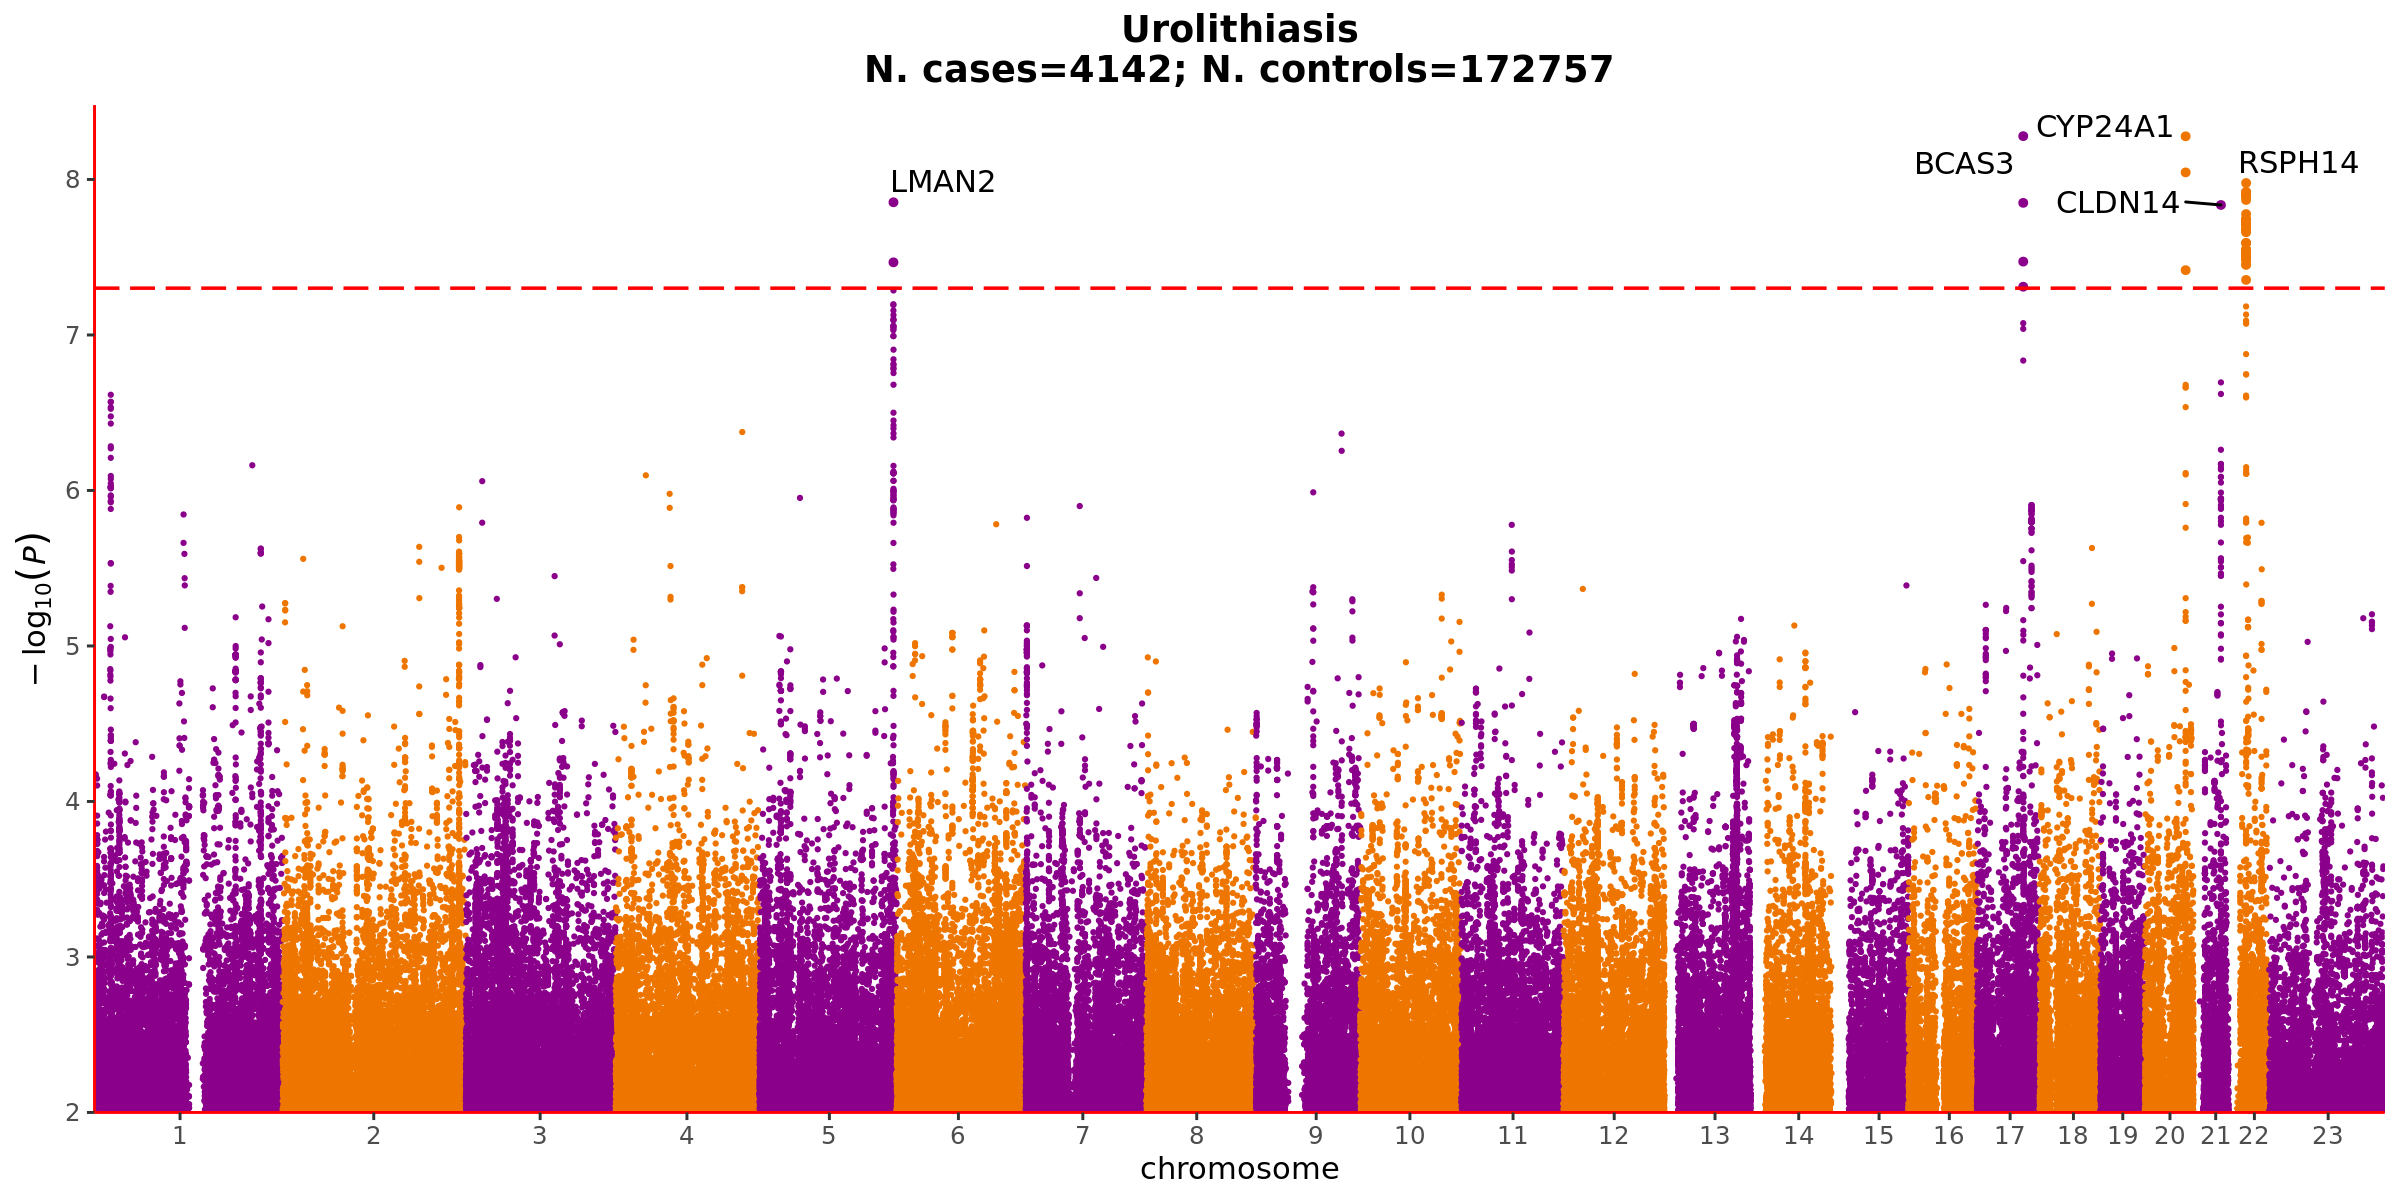 Urolithiasis
N. cases=4142; N. controls=172757
CYP24A1
BCAS3
RSPH14
LMAN2
CLDN14
8
7
6
5
4
3
2
−log10(P)
1 2 3 4 5 6 7 8 9 10 11 12 13 14 15 16 17 18 19 20 21 22 23
chromosome